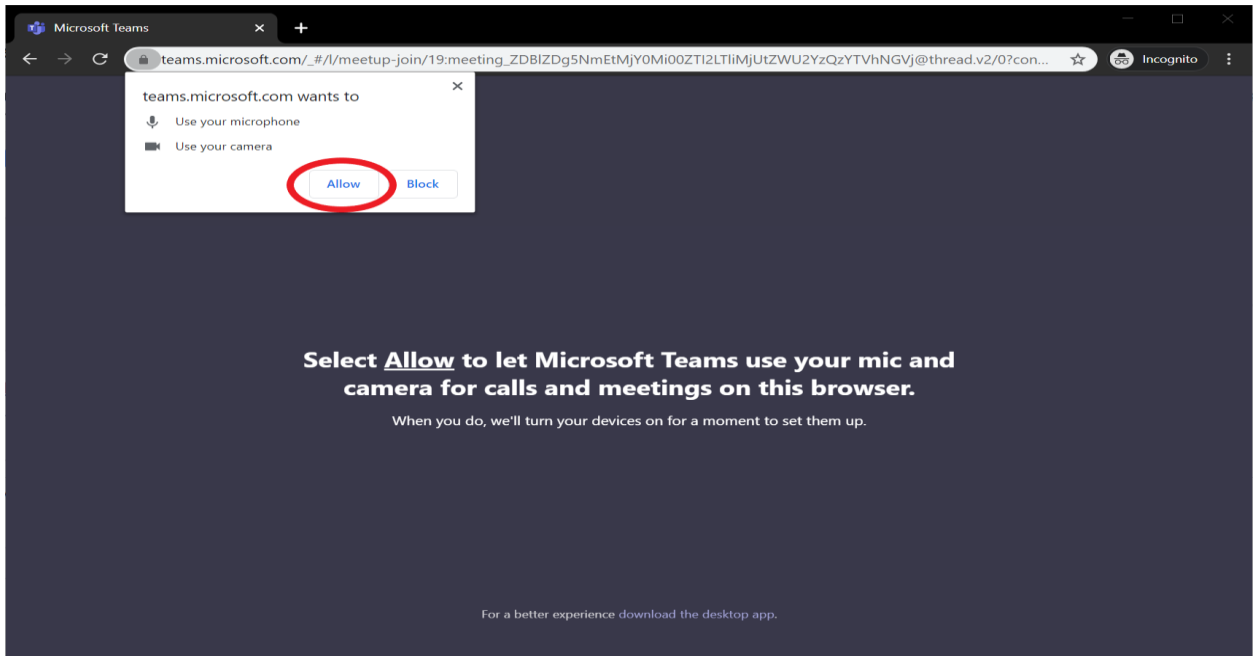 Microsoft Teams
teams.microsoft.com/_#/l/meetup-join/19:meeting_ZDBlZDg5NmEtMjY0Mi00ZTI2LTliMjUtZWU2YzQzYTVhNGVj@thread.v2/0?con...
Incognito
teams.microsoft.com wants to
Use your microphone
Use your camera
Allow Block
Select Allow to let Microsoft Teams use your mic and
camera for calls and meetings on this browser.
When you do, we'll turn your devices on for a moment to set them up.
For a better experience download the desktop app.